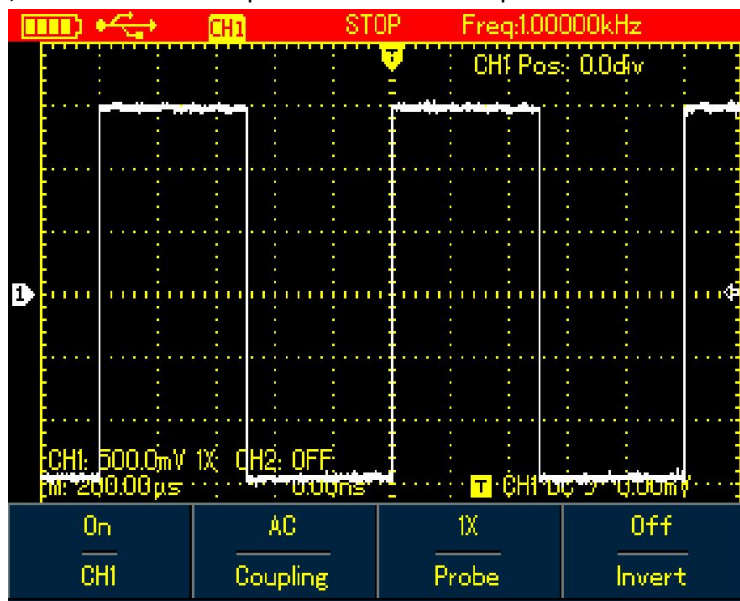 CH1 STOP Freq:1.00000kHz
T
CH1 Pos: 0.0div
1
CH1: 500.0mV 1X CH2: OFF
M: 200.00μs 0.00ns T CH1 DC 0.00mV
On AC 1X Off
CH1 Coupling Probe Invert